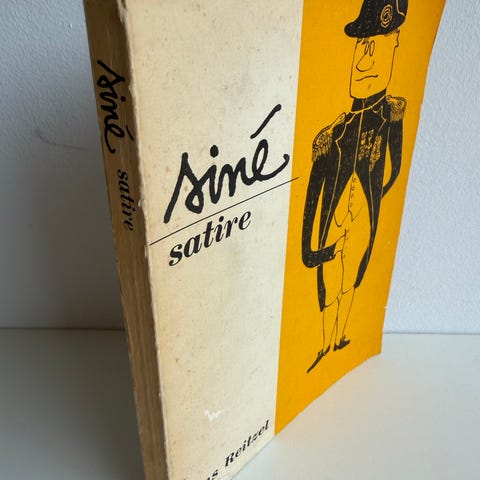 siné
satire
siné
satire
Reitzel